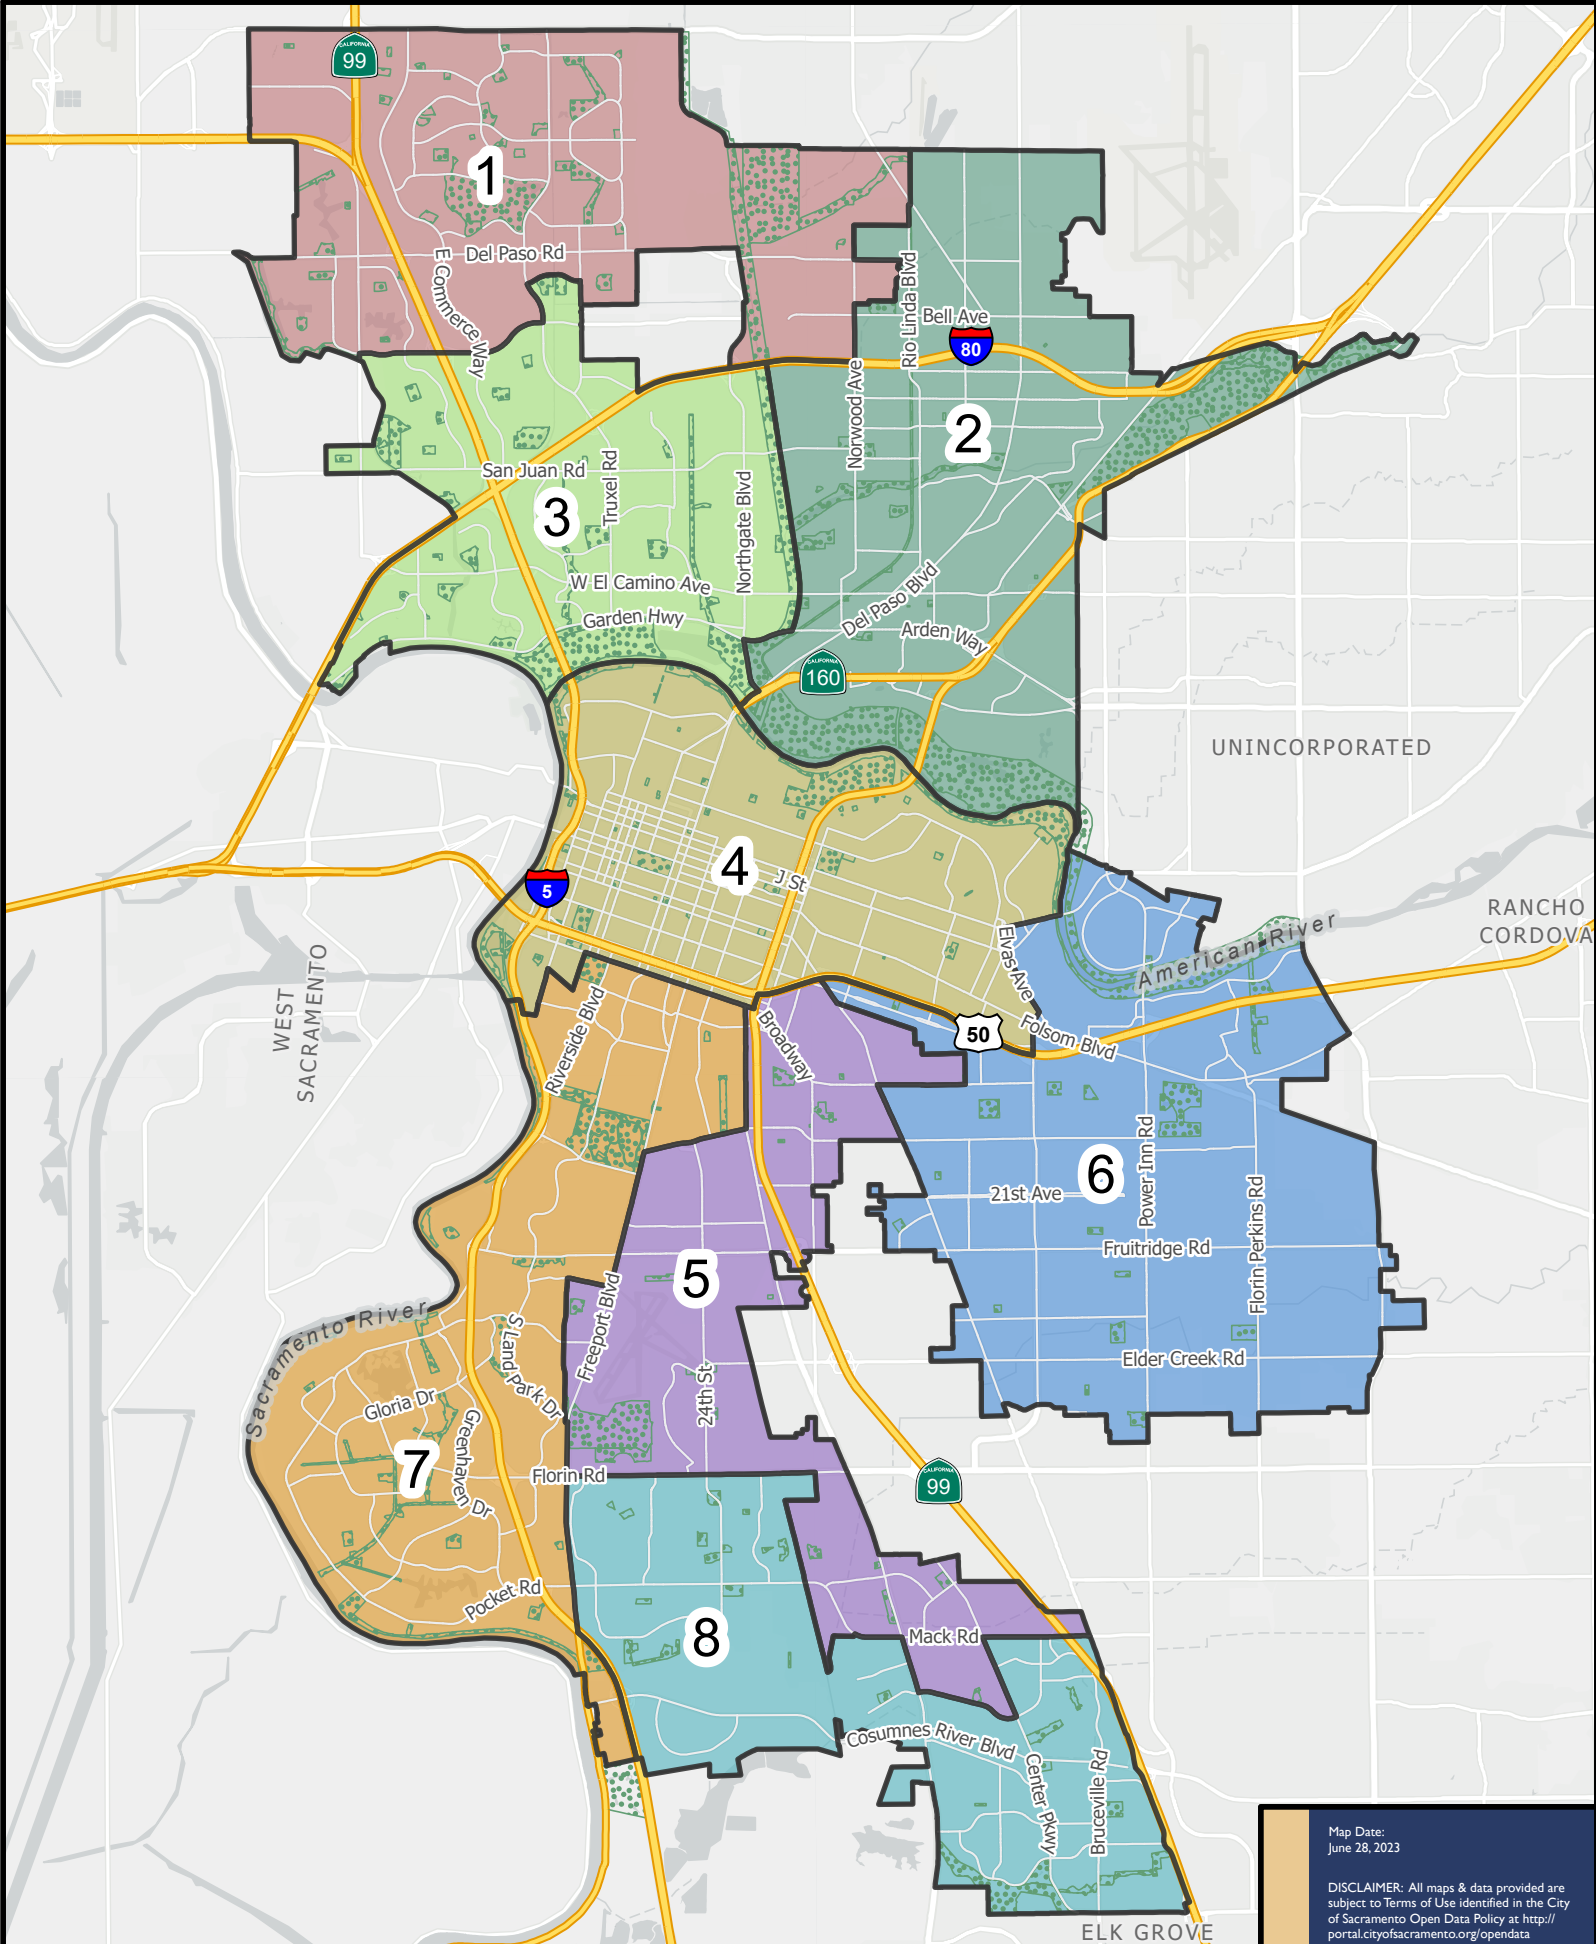 CALIFORNIA
99
1
Del Paso Rd
E Commerce Way
Rio Linda Blvd
Bell Ave
80
Norwood Ave
2
San Juan Rd
Truxel Rd
3
Northgate Blvd
W El Camino Ave
Garden Hwy
Del Paso Blvd
Arden Way
CALIFORNIA
160
UNINCORPORATED
4
J St
5
RANCHO
CORDOVA
American River
Elvas Ave
WEST
SACRAMENTO
Riverside Blvd
Broadway
50
Folsom Blvd
Power Inn Rd
6
21st Ave
Florin Perkins Rd
Fruitridge Rd
5
Freeport Blvd
Sacramento River
S Land Park Dr
Elder Creek Rd
24th St
Gloria Dr
Greenhaven Dr
7
Florin Rd
CALIFORNIA
99
Pocket Rd
8
Mack Rd
Cosumnes River Blvd
Center Pkwy
Bruceville Rd
ELK GROVE
Map Date:
June 28, 2023
DISCLAIMER: All maps & data provided are
subject to Terms of Use identified in the City
of Sacramento Open Data Policy at http://
portal.cityofsacramento.org/opendata